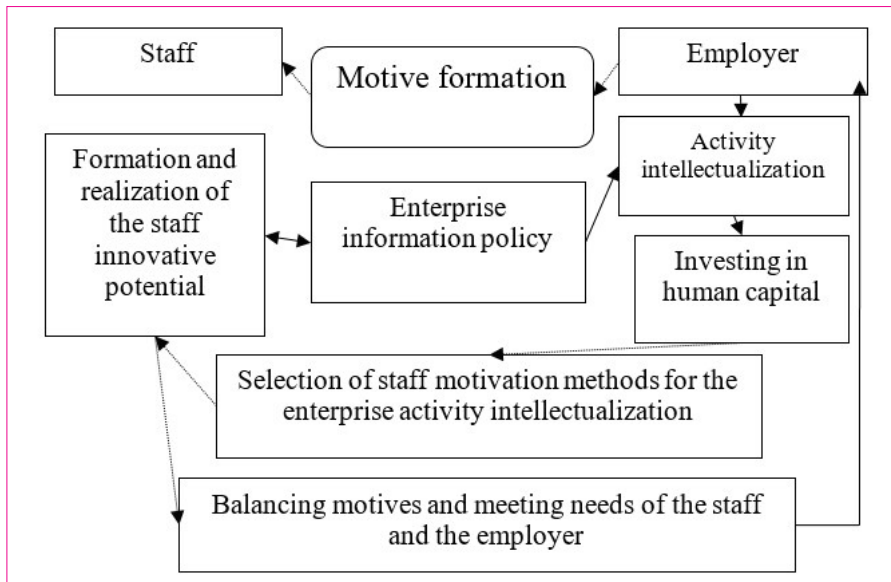 Staff
Motive formation
Employer
Formation and
realization of
the staff
innovative
potential
Enterprise
information policy
Activity
intellectualization
Investing in
human capital
Selection of staff motivation methods for the
enterprise activity intellectualization
Balancing motives and meeting needs of the staff
and the employer